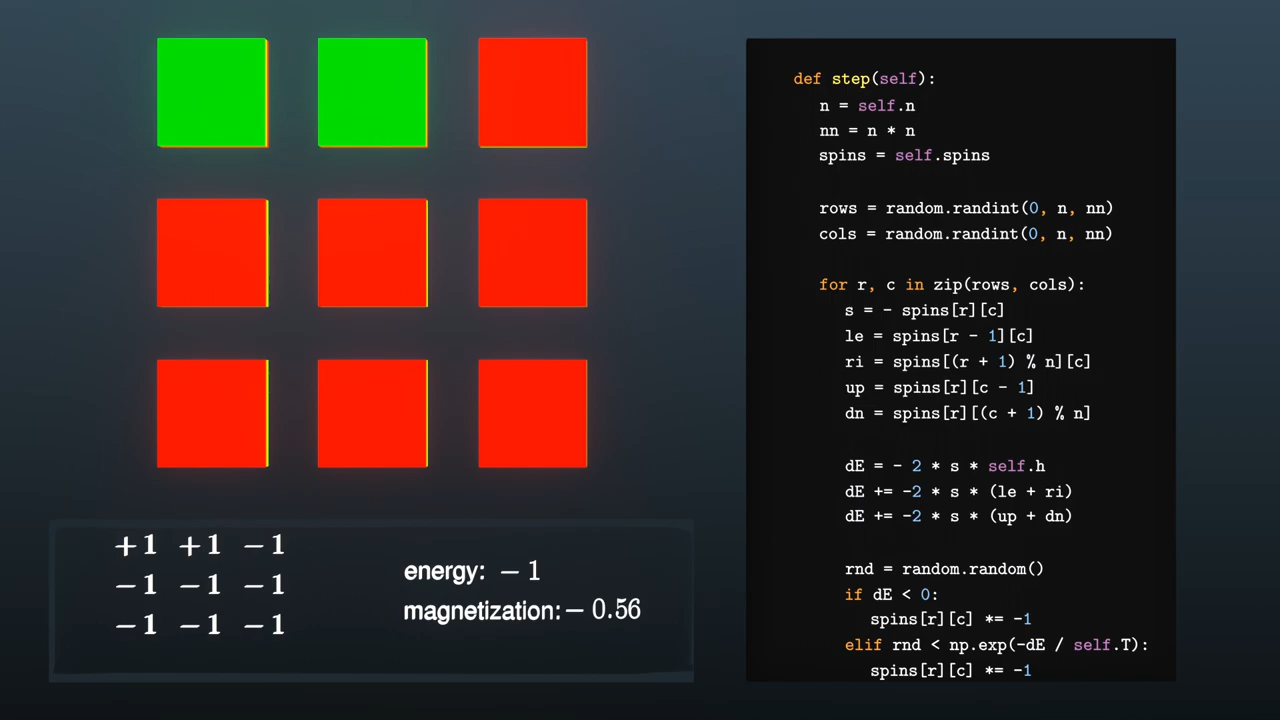 +1 +1 −1
−1 −1 −1
−1 −1 −1
energy: − 1
magnetization: − 0.56
def step(self):
n = self.n
nn = n * n
spins = self.spins
rows = random.randint(0, n, nn)
cols = random.randint(0, n, nn)
for r, c in zip(rows, cols):
s = - spins[r][c]
le = spins[r - 1][c]
ri = spins[(r + 1) % n][c]
up = spins[r][c - 1]
dn = spins[r][(c + 1) % n]
dE = - 2 * s * self.h
dE += -2 * s * (le + ri)
dE += -2 * s * (up + dn)
rnd = random.random()
if dE < 0:
spins[r][c] *= -1
elif rnd < np.exp(-dE / self.T):
spins[r][c] *= -1